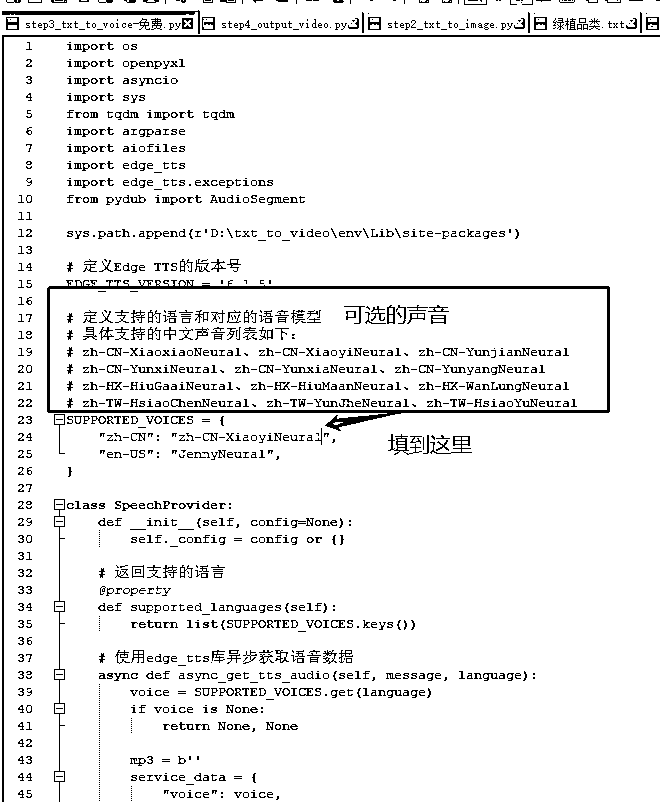 step3_txt_to_voice-免费.py step4_output_video.py step2_txt_to_image.py 绿植品类.txt
1 import os
2 import openpyxl
3 import asyncio
4 import sys
5 from tqdm import tqdm
6 import argparse
7 import aiofiles
8 import edge_tts
9 import edge_tts.exceptions
10 from pydub import AudioSegment
11
12 sys.path.append(r'D:\txt_to_video\env\Lib\site-packages')
13
14 # 定义Edge TTS的版本号
15 EDGE_TTS_VERSION = '6.1.5'
16
17 # 定义支持的语言和对应的语音模型 可选的声音
18 # 具体支持的中文声音列表如下：
19 # zh-CN-XiaoxiaoNeural、zh-CN-XiaoyiNeural、zh-CN-YunjianNeural
20 # zh-CN-YunxiNeural、zh-CN-YunxiaNeural、zh-CN-YunyangNeural
21 # zh-HK-HiuGaaiNeural、zh-HK-HiuMaanNeural、zh-HK-WanLungNeural
22 # zh-TW-HsiaoChenNeural、zh-TW-YunJheNeural、zh-TW-HsiaoYuNeural
23 SUPPORTED_VOICES = {
24 "zh-CN": "zh-CN-XiaoyiNeural",
填到这里
25 "en-US": "JennyNeural",
26 }
27
28 class SpeechProvider:
29 def __init__(self, config=None):
30 self._config = config or {}
31
32 # 返回支持的语言
33 @property
34 def supported_languages(self):
35 return list(SUPPORTED_VOICES.keys())
36
37 # 使用edge_tts库异步获取语音数据
38 async def async_get_tts_audio(self, message, language):
39 voice = SUPPORTED_VOICES.get(language)
40 if voice is None:
41 return None, None
42
43 mp3 = b''
44 service_data = {
45 "voice": voice,